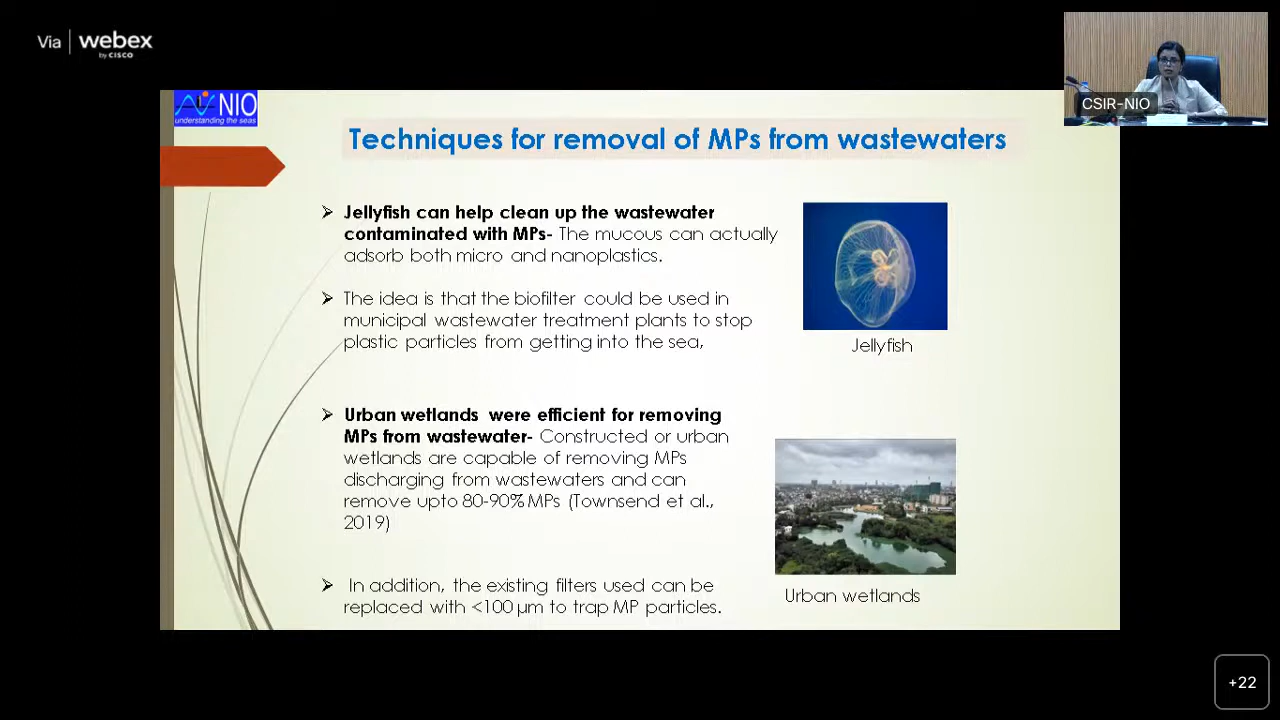 Via webex
by CISCO
CSIR-NIO
NIO
understanding the seas
Techniques for removal of MPs from wastewaters
➢ Jellyfish can help clean up the wastewater
contaminated with MPs- The mucous can actually
adsorb both micro and nanoplastics.
➢ The idea is that the biofilter could be used in
municipal wastewater treatment plants to stop
plastic particles from getting into the sea,
Jellyfish
➢ Urban wetlands were efficient for removing
MPs from wastewater- Constructed or urban
wetlands are capable of removing MPs
discharging from wastewaters and can
remove upto 80-90% MPs (Townsend et al.,
2019)
➢ In addition, the existing filters used can be
replaced with <100 µm to trap MP particles.
Urban wetlands
+22